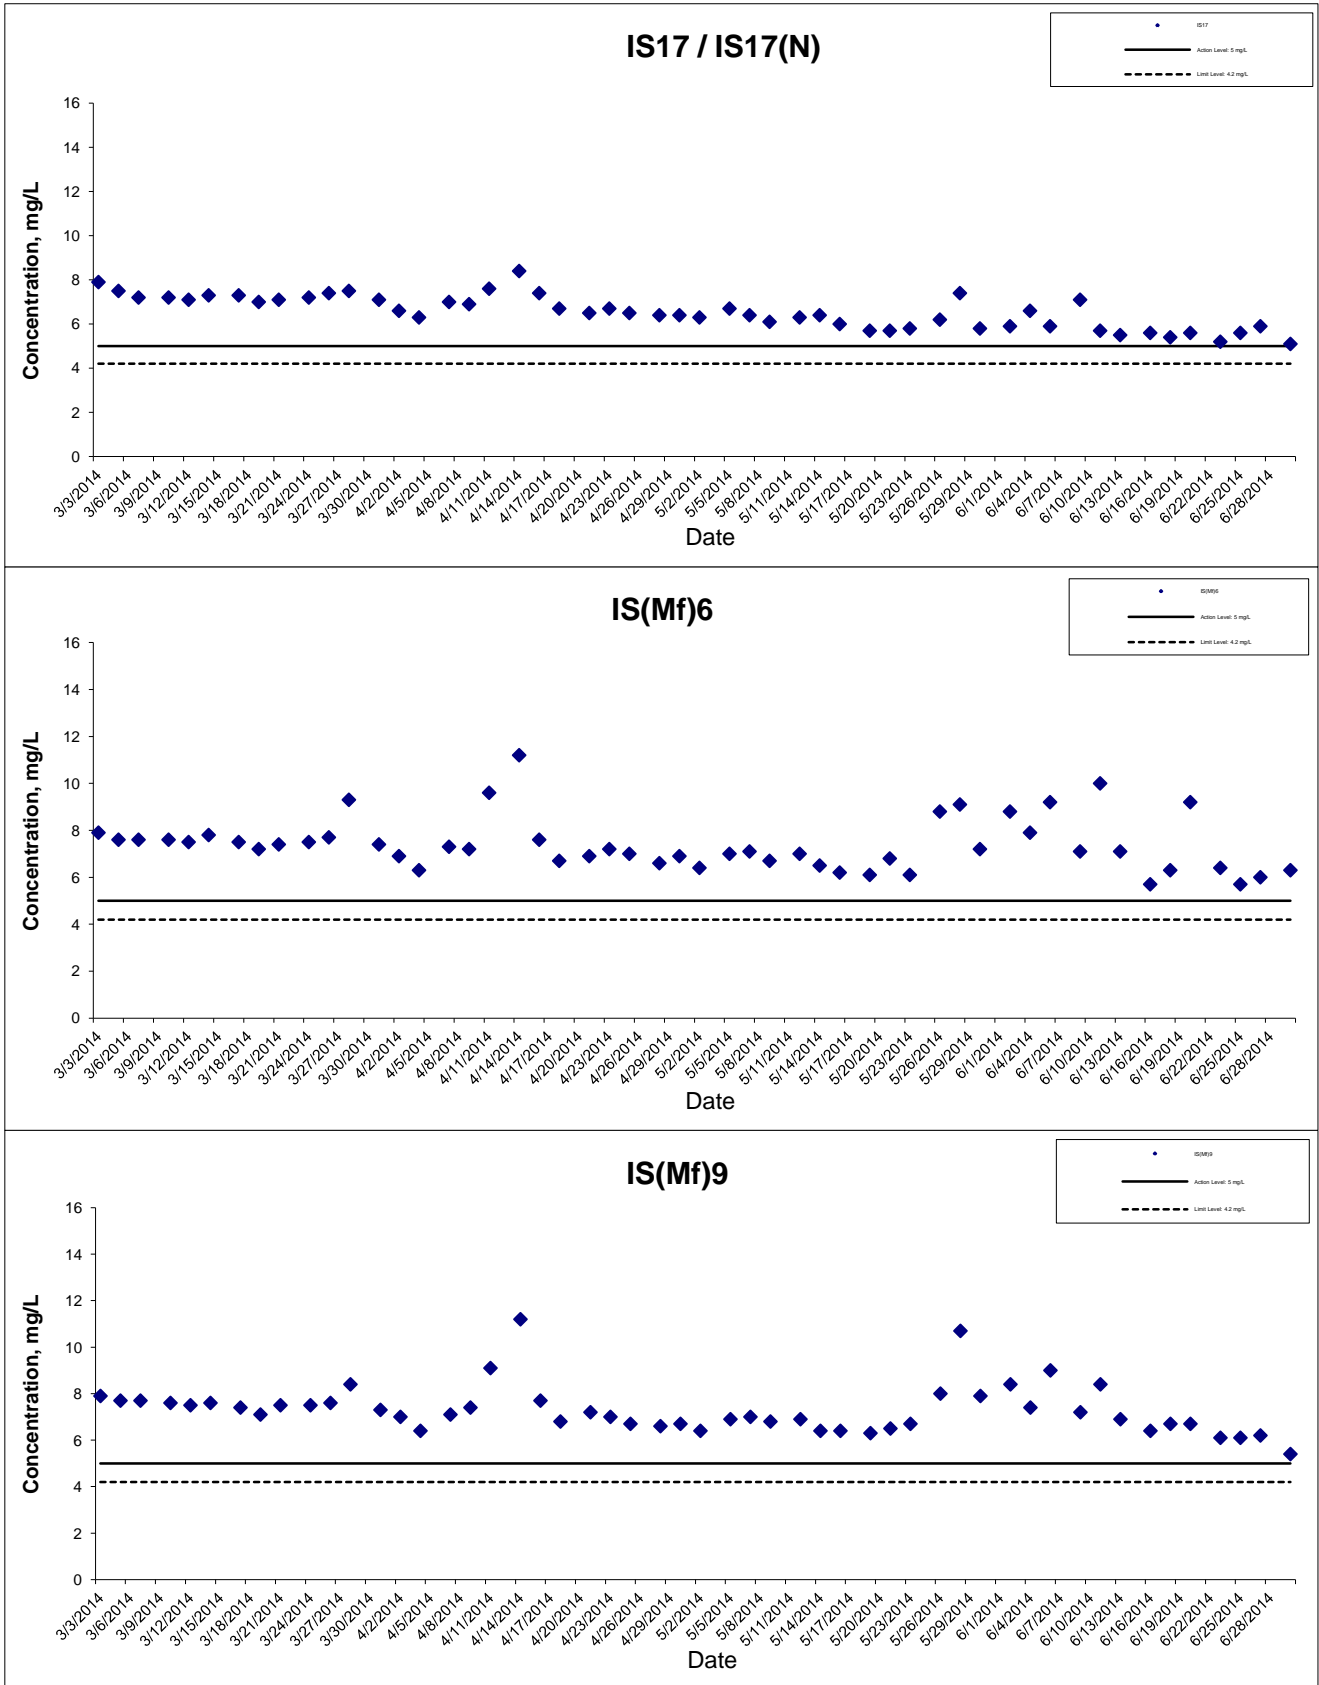 IS17 / IS17(N)
IS17
Action Level: 5 mg/L
Limit Level: 4.2 mg/L
Concentration, mg/L
16
14
12
10
8
6
4
2
0
3/3/2014 3/6/2014 3/9/2014 3/12/2014 3/15/2014 3/18/2014 3/21/2014 3/24/2014 3/27/2014 3/30/2014 4/2/2014 4/5/2014 4/8/2014 4/11/2014 4/14/2014 4/17/2014 4/20/2014 4/23/2014 4/26/2014 4/29/2014 5/2/2014 5/5/2014 5/8/2014 5/11/2014 5/14/2014 5/17/2014 5/20/2014 5/23/2014 5/26/2014 5/29/2014 6/1/2014 6/4/2014 6/7/2014 6/10/2014 6/13/2014 6/16/2014 6/19/2014 6/22/2014 6/25/2014 6/28/2014
Date
IS(Mf)6
IS(Mf)6
Action Level: 5 mg/L
Limit Level: 4.2 mg/L
Concentration, mg/L
16
14
12
10
8
6
4
2
0
3/3/2014 3/6/2014 3/9/2014 3/12/2014 3/15/2014 3/18/2014 3/21/2014 3/24/2014 3/27/2014 3/30/2014 4/2/2014 4/5/2014 4/8/2014 4/11/2014 4/14/2014 4/17/2014 4/20/2014 4/23/2014 4/26/2014 4/29/2014 5/2/2014 5/5/2014 5/8/2014 5/11/2014 5/14/2014 5/17/2014 5/20/2014 5/23/2014 5/26/2014 5/29/2014 6/1/2014 6/4/2014 6/7/2014 6/10/2014 6/13/2014 6/16/2014 6/19/2014 6/22/2014 6/25/2014 6/28/2014
Date
IS(Mf)9
IS(Mf)9
Action Level: 5 mg/L
Limit Level: 4.2 mg/L
Concentration, mg/L
16
14
12
10
8
6
4
2
0
3/3/2014 3/6/2014 3/9/2014 3/12/2014 3/15/2014 3/18/2014 3/21/2014 3/24/2014 3/27/2014 3/30/2014 4/2/2014 4/5/2014 4/8/2014 4/11/2014 4/14/2014 4/17/2014 4/20/2014 4/23/2014 4/26/2014 4/29/2014 5/2/2014 5/5/2014 5/8/2014 5/11/2014 5/14/2014 5/17/2014 5/20/2014 5/23/2014 5/26/2014 5/29/2014 6/1/2014 6/4/2014 6/7/2014 6/10/2014 6/13/2014 6/16/2014 6/19/2014 6/22/2014 6/25/2014 6/28/2014
Date